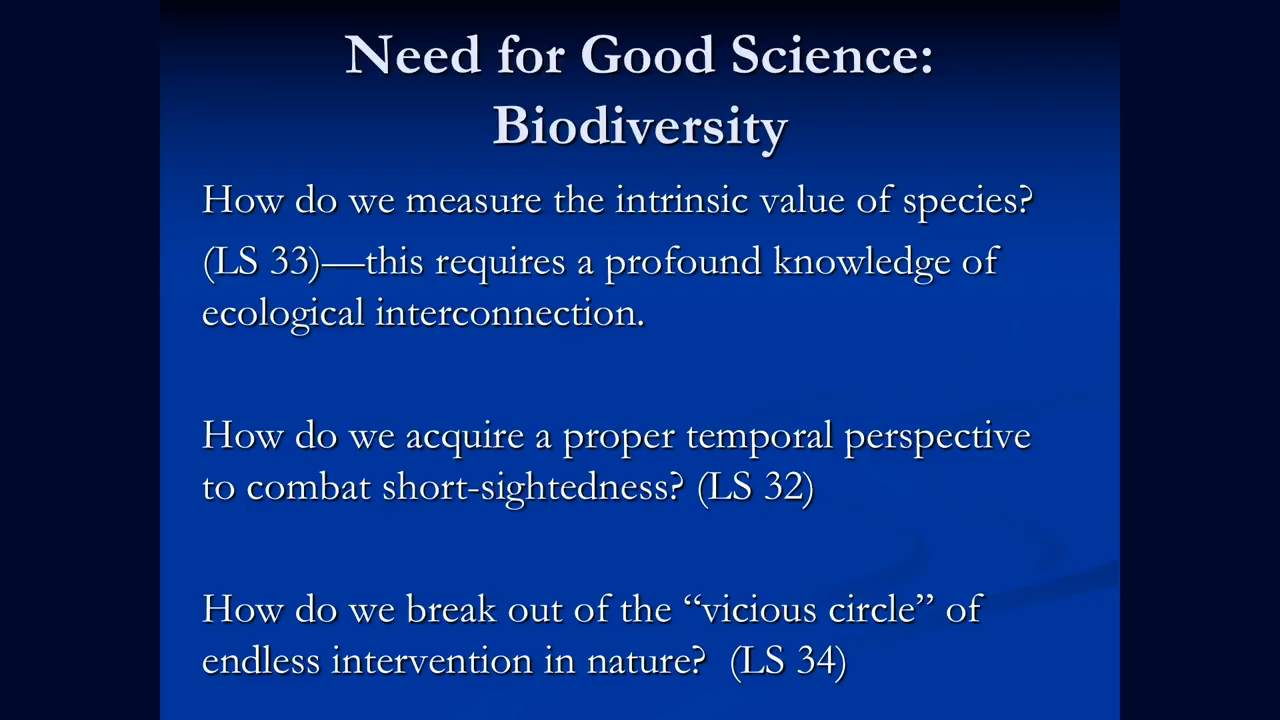 Need for Good Science:
Biodiversity
How do we measure the intrinsic value of species?
(LS 33)—this requires a profound knowledge of
ecological interconnection.
How do we acquire a proper temporal perspective
to combat short-sightedness? (LS 32)
How do we break out of the “vicious circle” of
endless intervention in nature?  (LS 34)